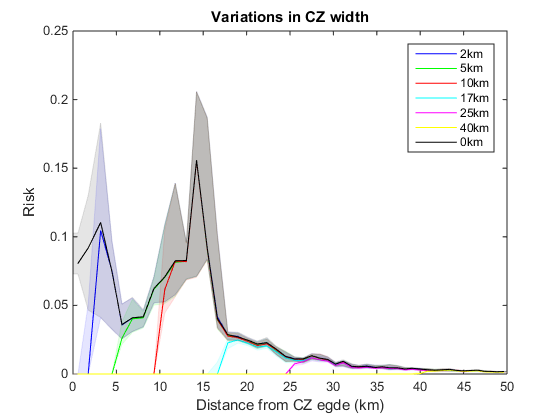 Variations in CZ width
0.25
0.2
0.15
0.1
0.05
0
Risk
2km
5km
10km
17km
25km
40km
0km
0 5 10 15 20 25 30 35 40 45 50
Distance from CZ egde (km)